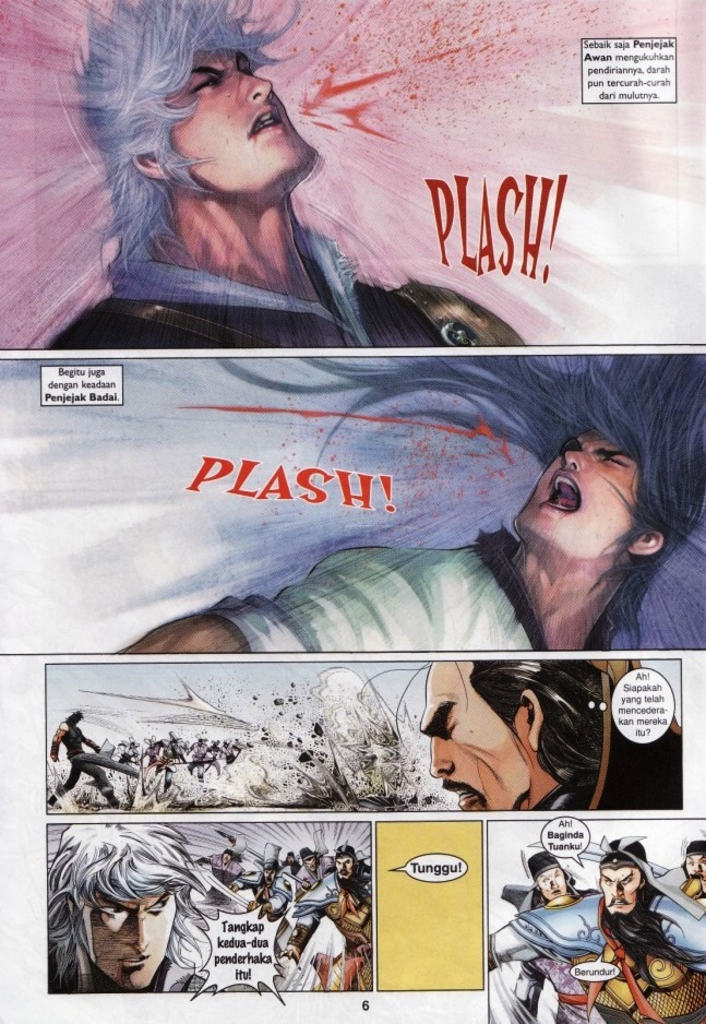 Sebaik saja Penjejak
Awan mengukuhkan
pendiriannya, darah
pun tercurah-curah
dari mulutnya.
PLASH!
Begitu juga
dengan keadaan
Penjejak Badai.
PLASH!
Ah!
Siapakah
yang telah
mencedera-
kan mereka
itu?
Tangkap
kedua-dua
penderhaka
itu!
Tunggu!
Ah!
Baginda
Tuanku!
Berundur!
6